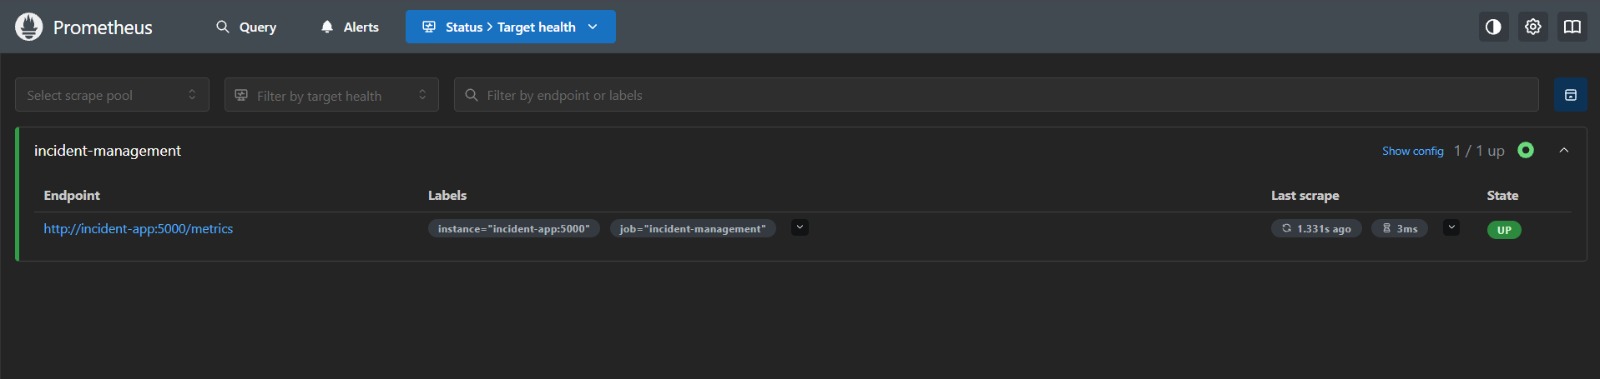 Prometheus Query Alerts Status > Target health
Select scrape pool Filter by target health Filter by endpoint or labels
incident-management Show config 1 / 1 up
Endpoint Labels Last scrape State
http://incident-app:5000/metrics instance="incident-app:5000" job="incident-management" 1.331s ago 3ms UP